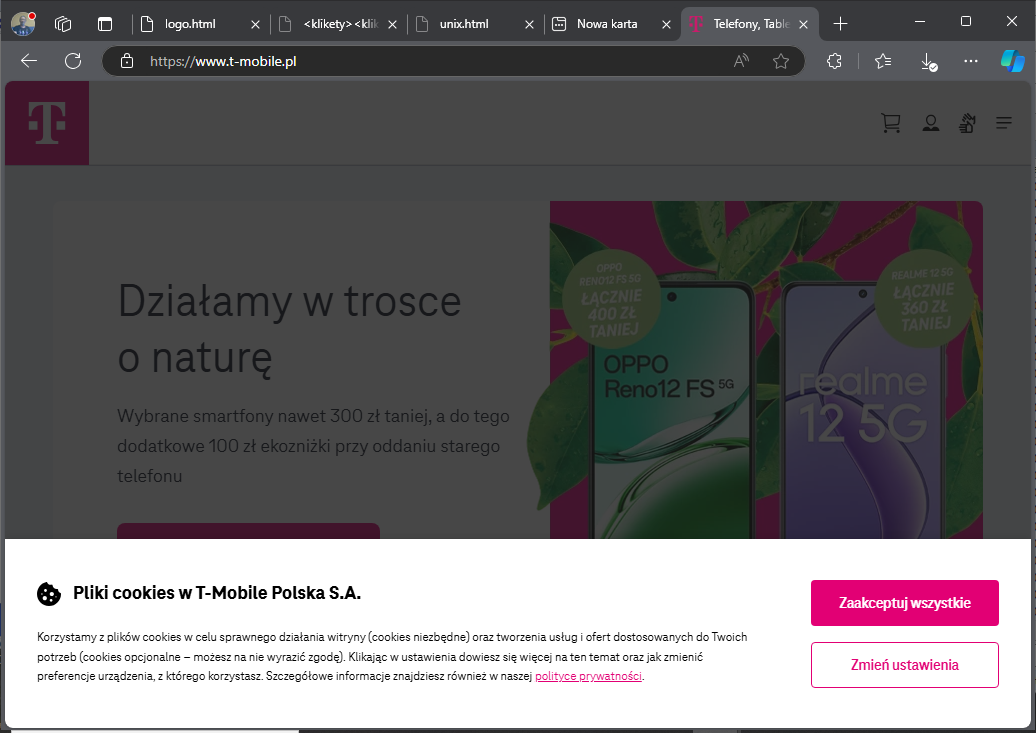 logo.html
<klikety><klik
unix.html
Nowa karta
Telefony, Table
https://www.t-mobile.pl
T
Działamy w trosce
o naturę
Wybrane smartfony nawet 300 zł taniej, a do tego
dodatkowe 100 zł ekozniżki przy oddaniu starego
telefonu
OPPO
RENO12 FS 5G
ŁĄCZNIE
400 ZŁ
TANIEJ
REALME 12 5G
ŁĄCZNIE
360 ZŁ
TANIEJ
OPPO
Reno12 FS 5G
realme
12 5G
Pliki cookies w T-Mobile Polska S.A.
Korzystamy z plików cookies w celu sprawnego działania witryny (cookies niezbędne) oraz tworzenia usług i ofert dostosowanych do Twoich
potrzeb (cookies opcjonalne – możesz na nie wyrazić zgodę). Klikając w ustawienia dowiesz się więcej na ten temat oraz jak zmienić
preferencje urządzenia, z którego korzystasz. Szczegółowe informacje znajdziesz również w naszej polityce prywatności.
Zaakceptuj wszystkie
Zmień ustawienia